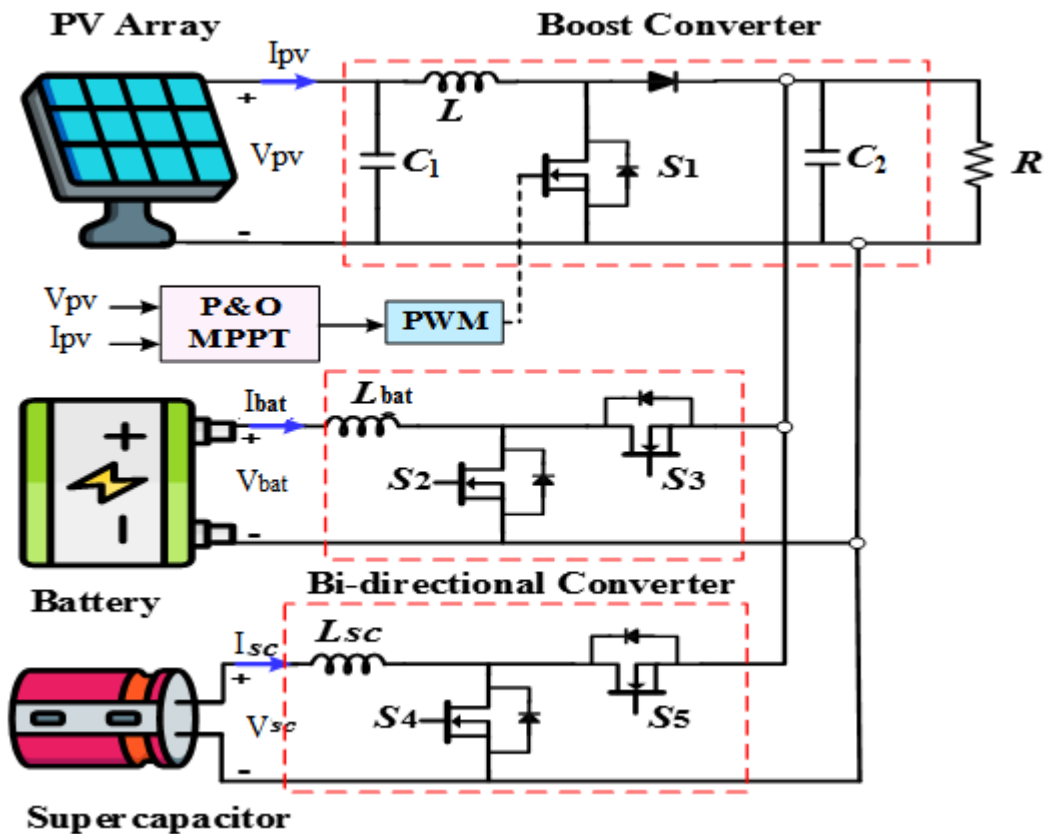 PV Array
Boost Converter
Ipv
+
L
Vpv
C1
S1
C2
R
-
Vpv
Ipv
P&O
MPPT
PWM
Ibat
Lbat
+
+
Vbat
S2
S3
-
-
Battery
Bi-directional Converter
Isc
Lsc
+
Vsc
S4
S5
-
Supercapacitor